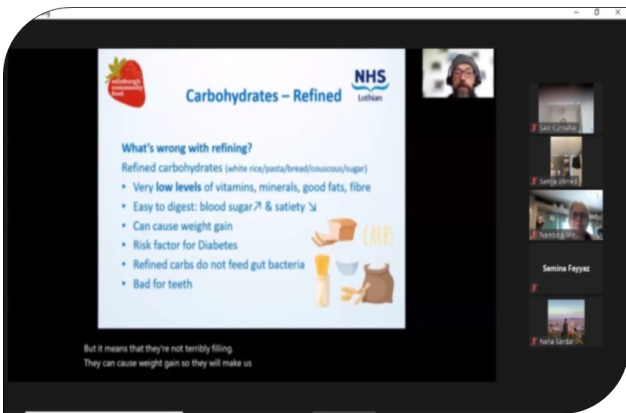 edinburgh
community
food
NHS
Lothian
Carbohydrates – Refined
What's wrong with refining?
Refined carbohydrates (white rice/pasta/bread/couscous/sugar)
• Very low levels of vitamins, minerals, good fats, fibre
• Easy to digest: blood sugar↗ & satiety ↘
• Can cause weight gain
• Risk factor for Diabetes
• Refined carbs do not feed gut bacteria
• Bad for teeth
CARBS
But it means that they're not terribly filling.
They can cause weight gain so they will make us
Samina Fayyaz